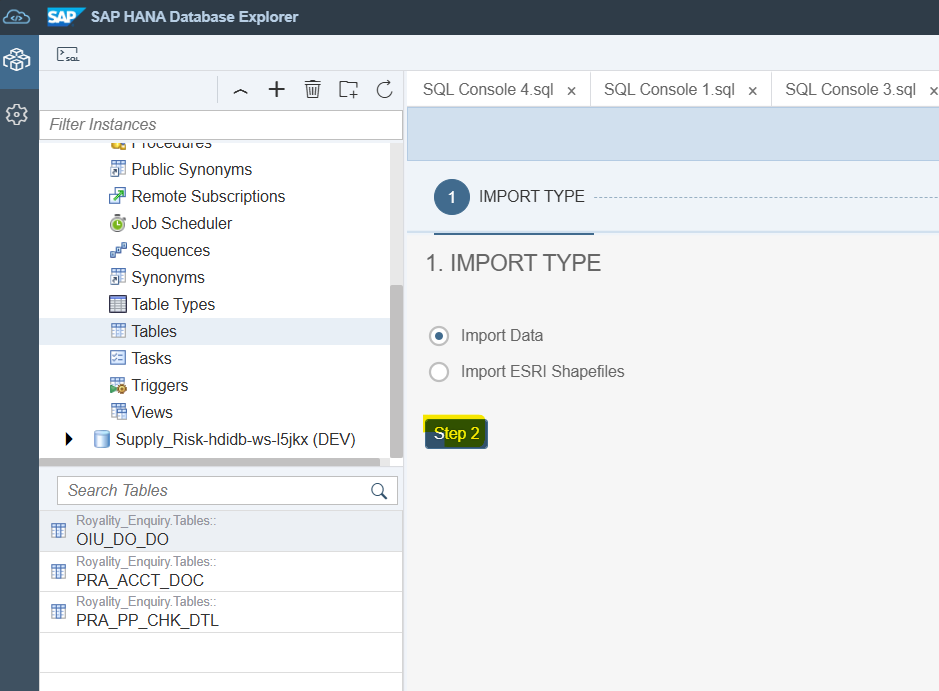 SAP SAP HANA Database Explorer
SQL
SQL Console 4.sql × SQL Console 1.sql × SQL Console 3.sql ×
Filter Instances
Procedures
Public Synonyms
Remote Subscriptions
Job Scheduler
Sequences
Synonyms
Table Types
Tables
Tasks
Triggers
Views
Supply_Risk-hdidb-ws-l5jkx (DEV)
Search Tables
Royality_Enquiry.Tables::
OIU_DO_DO
Royality_Enquiry.Tables::
PRA_ACCT_DOC
Royality_Enquiry.Tables::
PRA_PP_CHK_DTL
1 IMPORT TYPE
1. IMPORT TYPE
Import Data
Import ESRI Shapefiles
Step 2